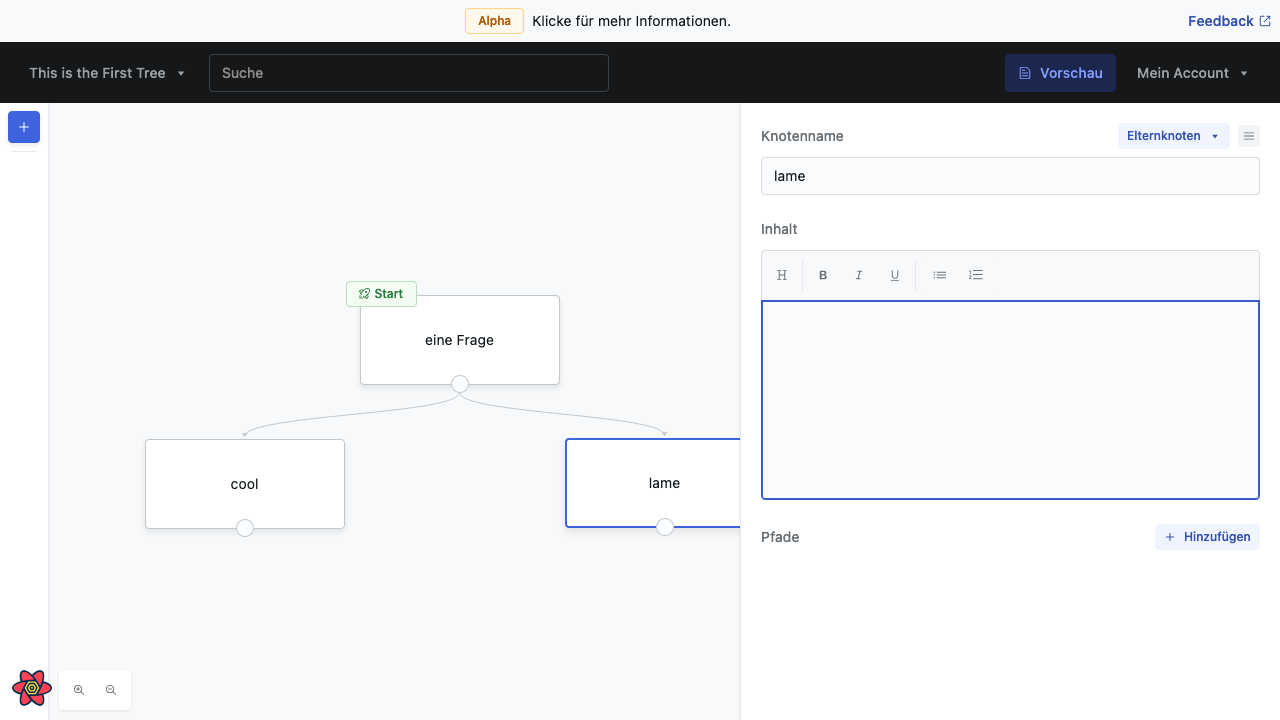 Alpha Klicke für mehr Informationen. Feedback
This is the First Tree Suche Vorschau Mein Account
Knotenname Elternknoten
lame
Inhalt
H B I U
Start
eine Frage
cool
lame
Pfade Hinzufügen